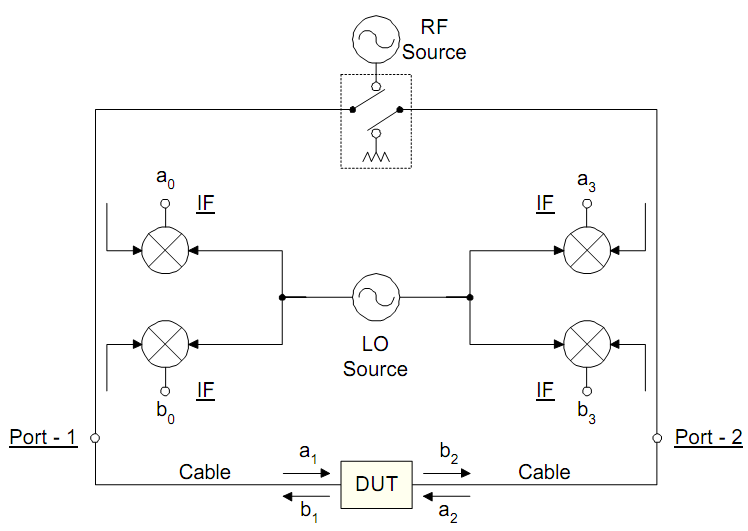 RF
Source
a0
IF
IF
a3
LO
Source
b0
IF
IF
b3
Port - 1
Port - 2
Cable
a1
b2
Cable
DUT
b1
a2